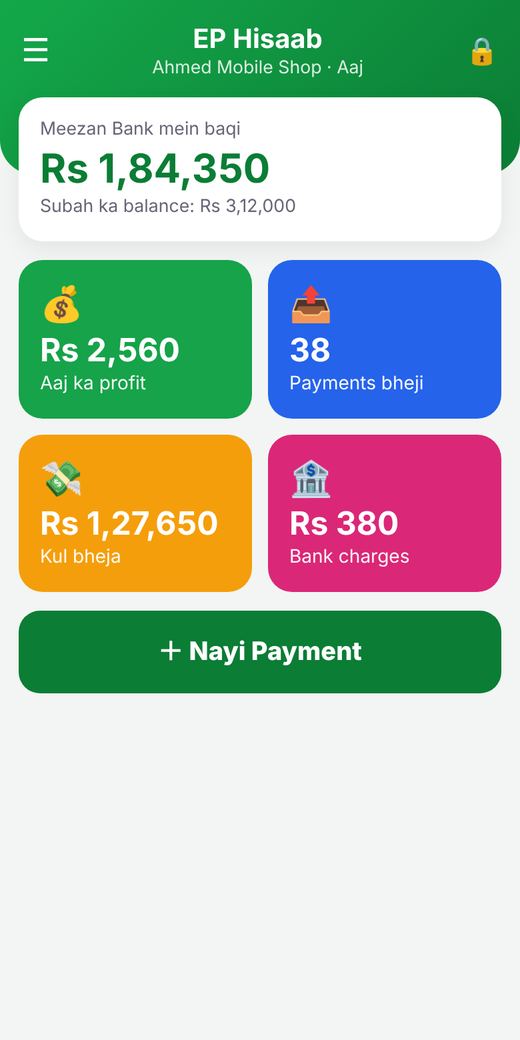 EP Hisaab
Ahmed Mobile Shop · Aaj
Meezan Bank mein baqi
Rs 1,84,350
Subah ka balance: Rs 3,12,000
Rs 2,560
Aaj ka profit
38
Payments bheji
Rs 1,27,650
Kul bheja
Rs 380
Bank charges
+ Nayi Payment